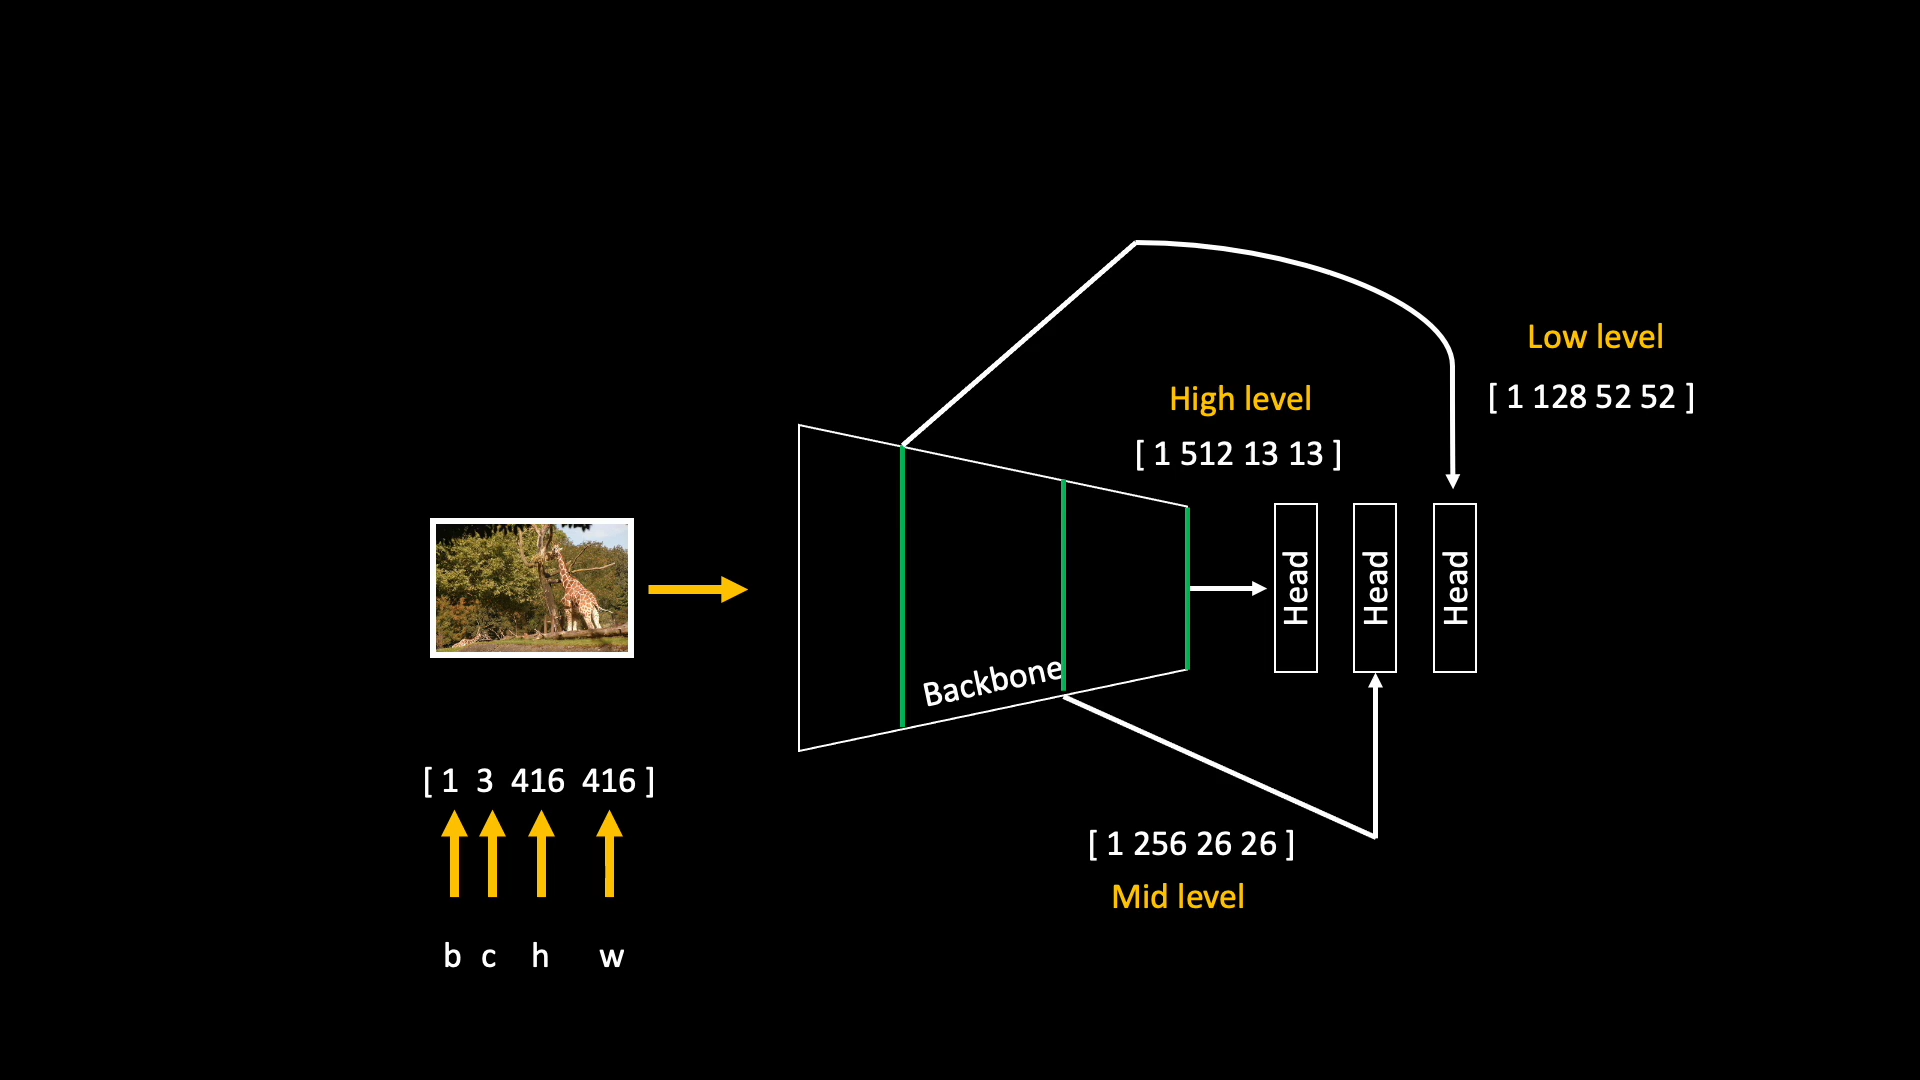 Low level
[ 1 128 52 52 ]
High level
[ 1 512 13 13 ]
Head
Head
Head
Backbone
[ 1 3 416 416 ]
b c h w
[ 1 256 26 26 ]
Mid level